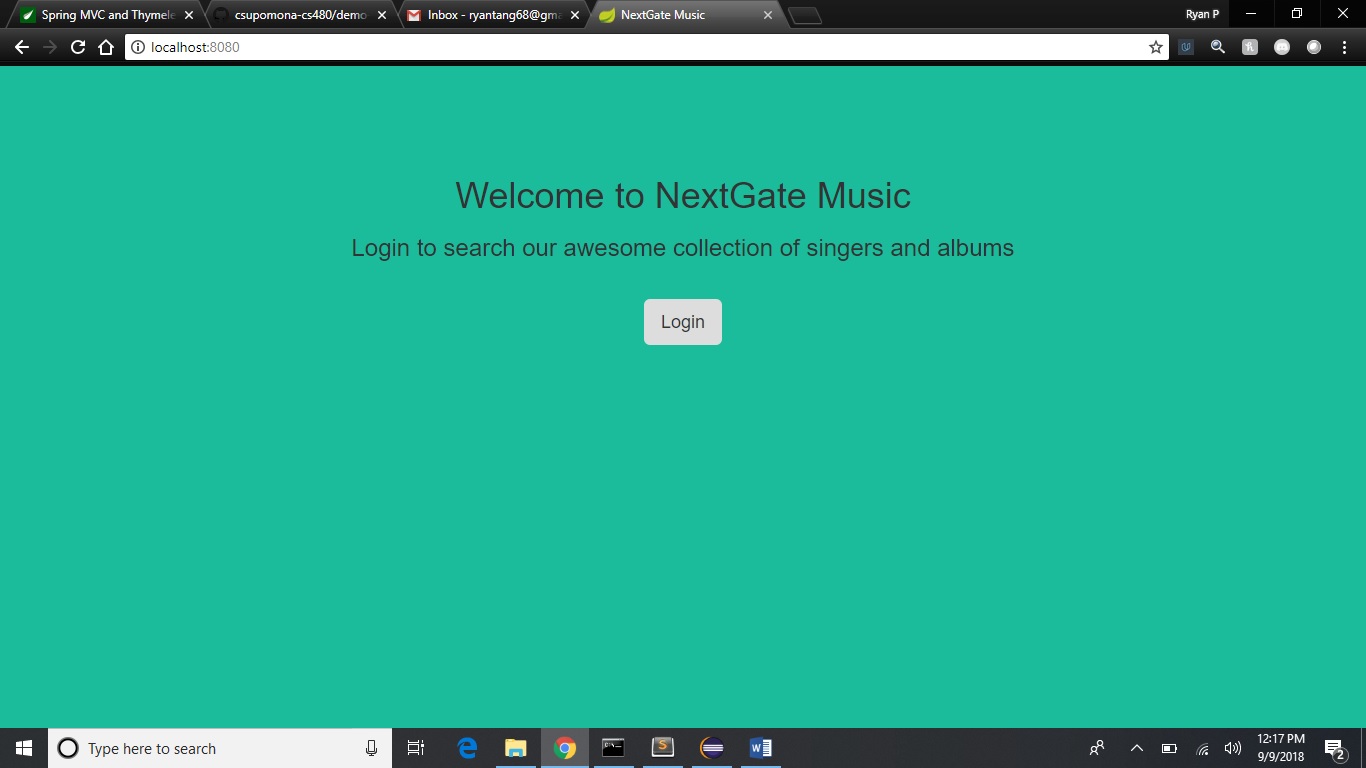 Spring MVC and Thymele
csupomona-cs480/demo
Inbox - ryantang68@gma
NextGate Music
Ryan P
localhost:8080
Welcome to NextGate Music
Login to search our awesome collection of singers and albums
Login
Type here to search
12:17 PM
9/9/2018
2